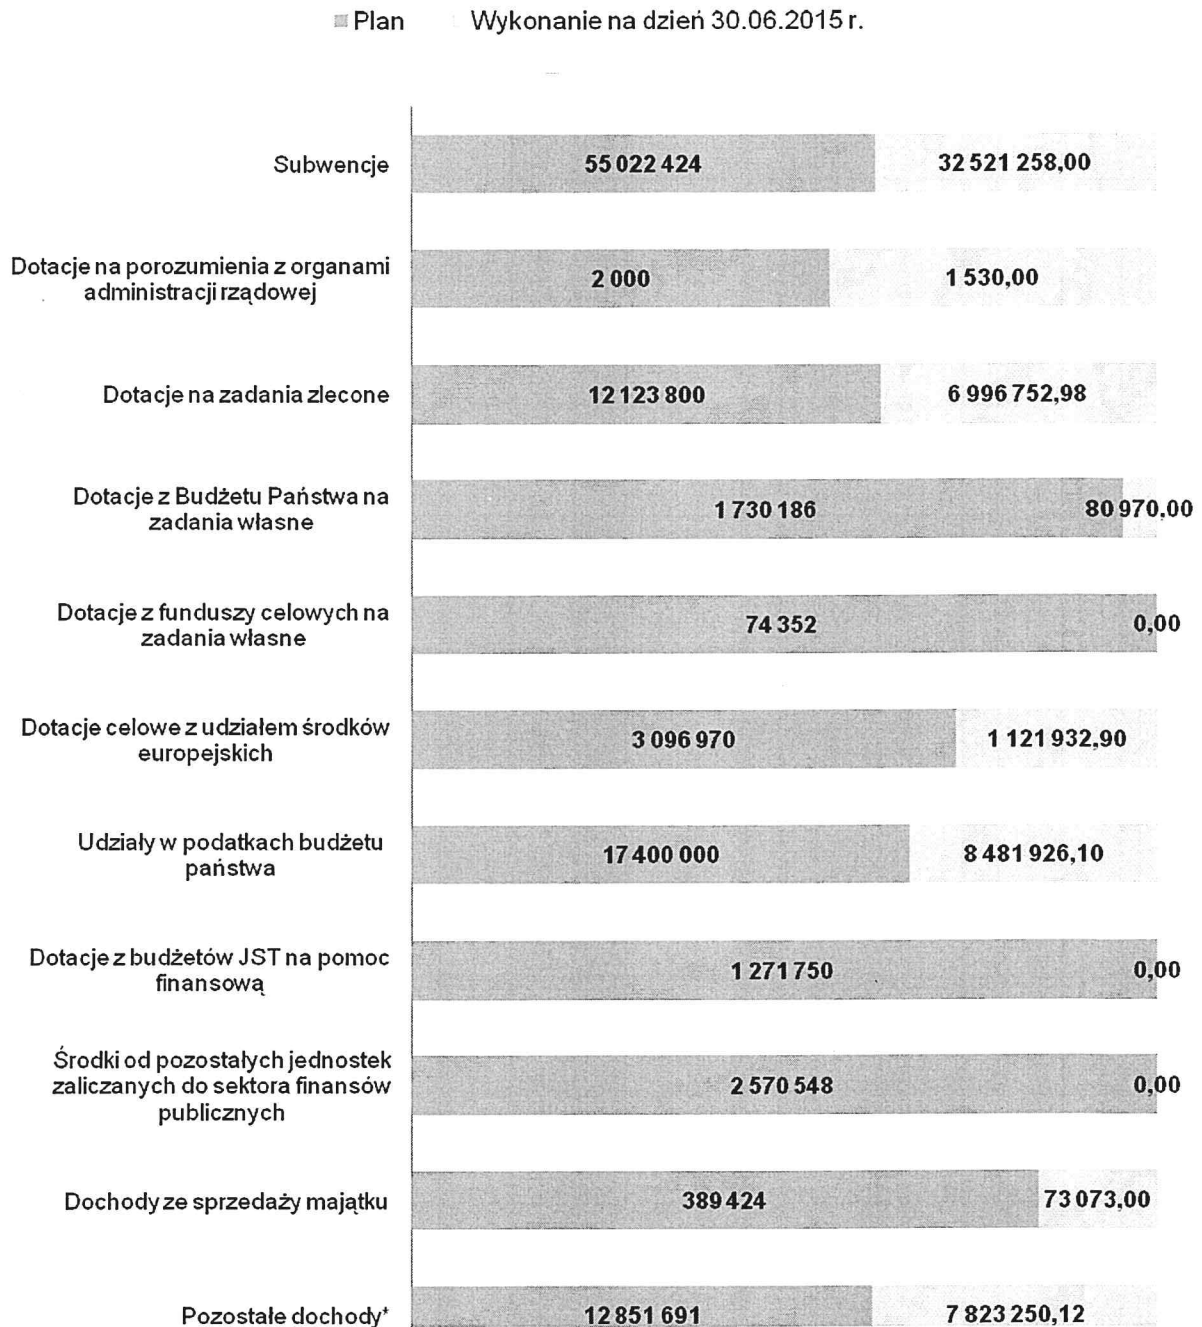 Plan Wykonanie na dzień 30.06.2015 r.
Subwencje 55 022 424 32 521 258,00
Dotacje na porozumienia z organami
administracji rządowej 2 000 1 530,00
Dotacje na zadania zlecone 12 123 800 6 996 752,98
Dotacje z Budżetu Państwa na
zadania własne 1 730 186 80 970,00
Dotacje z funduszy celowych na
zadania własne 74 352 0,00
Dotacje celowe z udziałem środków
europejskich 3 096 970 1 121 932,90
Udziały w podatkach budżetu
państwa 17 400 000 8 481 926,10
Dotacje z budżetów JST na pomoc
finansową 1 271 750 0,00
Środki od pozostałych jednostek
zaliczanych do sektora finansów 2 570 548 0,00
publicznych
Dochody ze sprzedaży majątku 389 424 73 073,00
Pozostałe dochody* 12 851 691 7 823 250,12